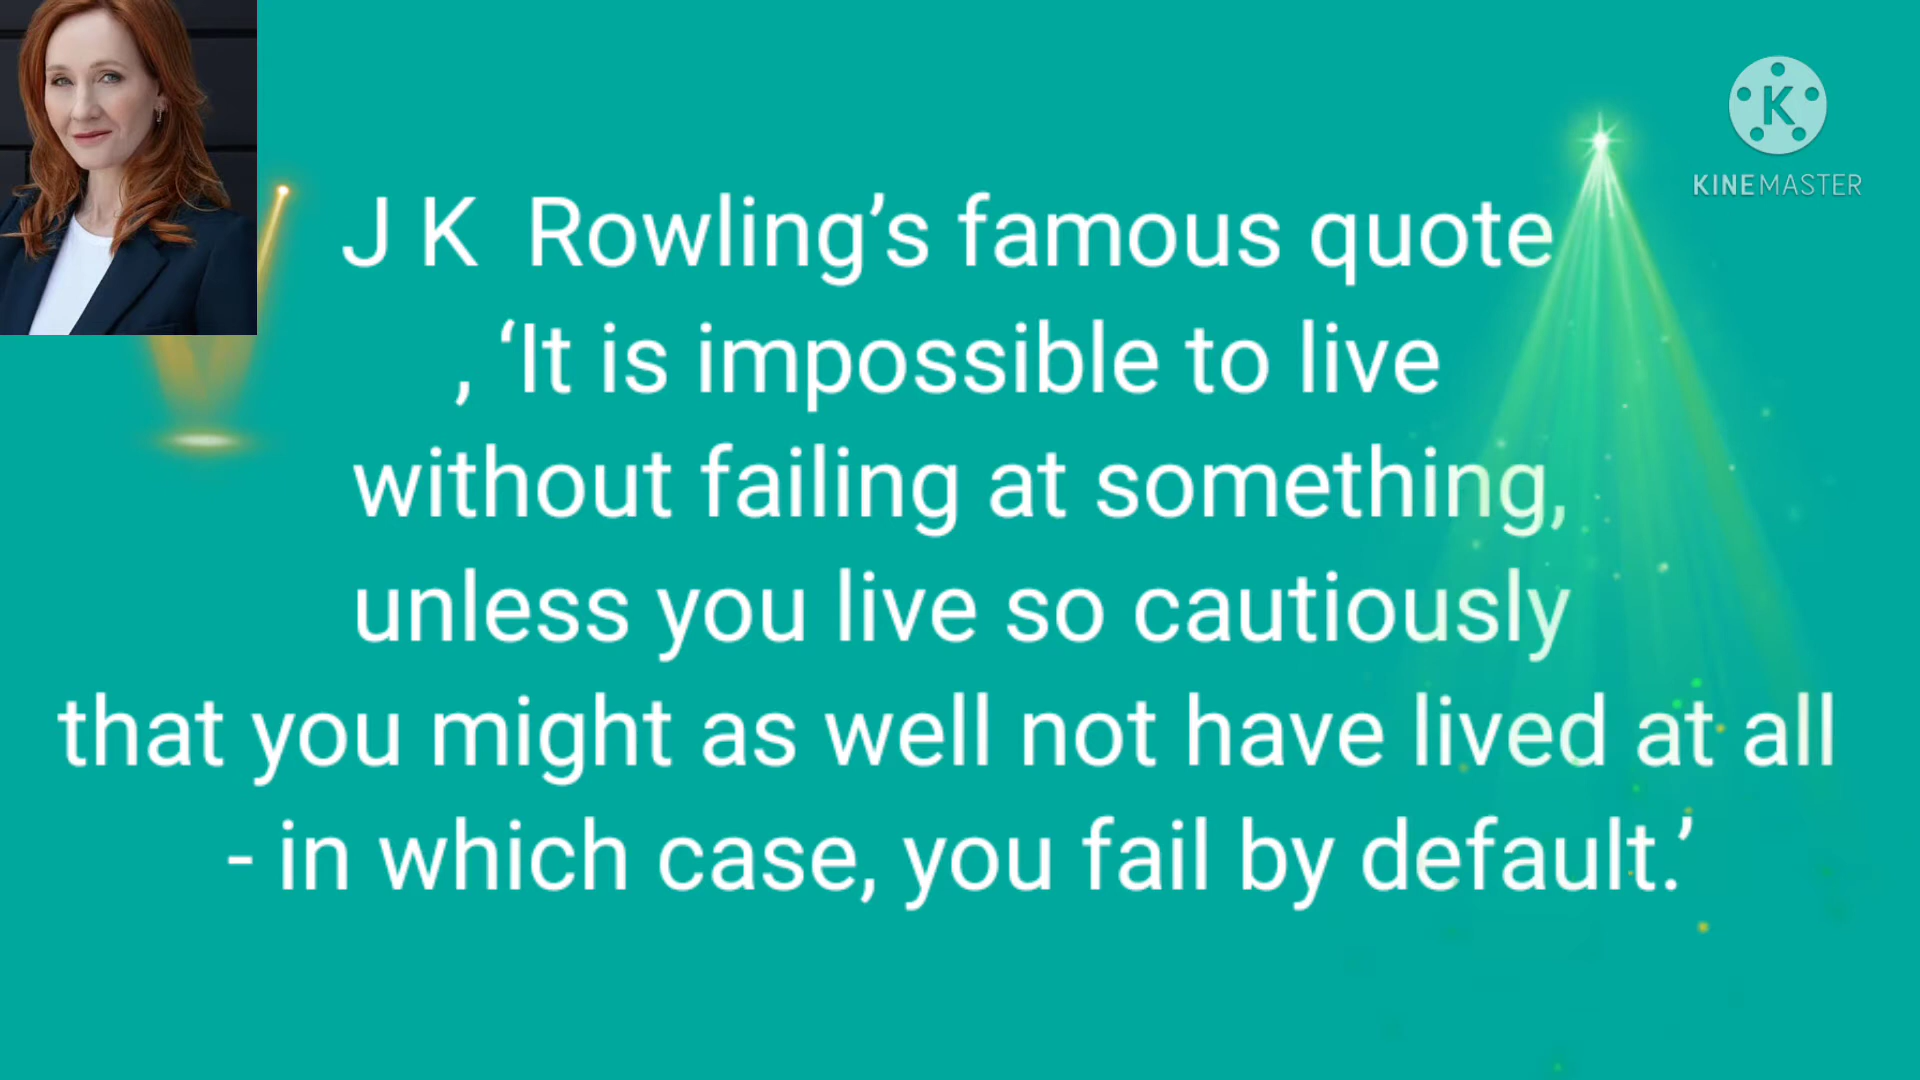 K
KINEMASTER
J K Rowling’s famous quote
, ‘It is impossible to live
without failing at something,
unless you live so cautiously
that you might as well not have lived at all
- in which case, you fail by default.’